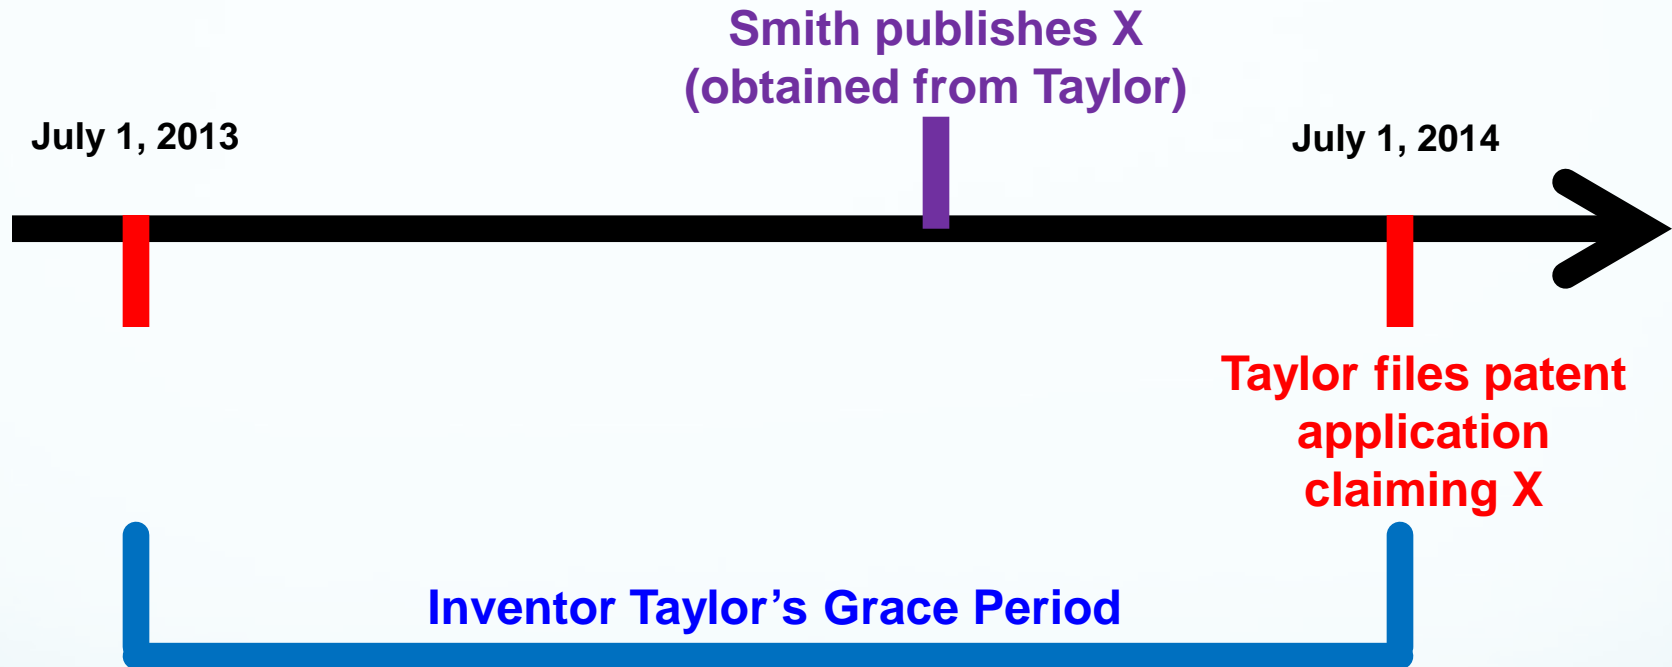 Smith publishes X
(obtained from Taylor)
July 1, 2013
July 1, 2014
Taylor files patent
application
claiming X
Inventor Taylor’s Grace Period